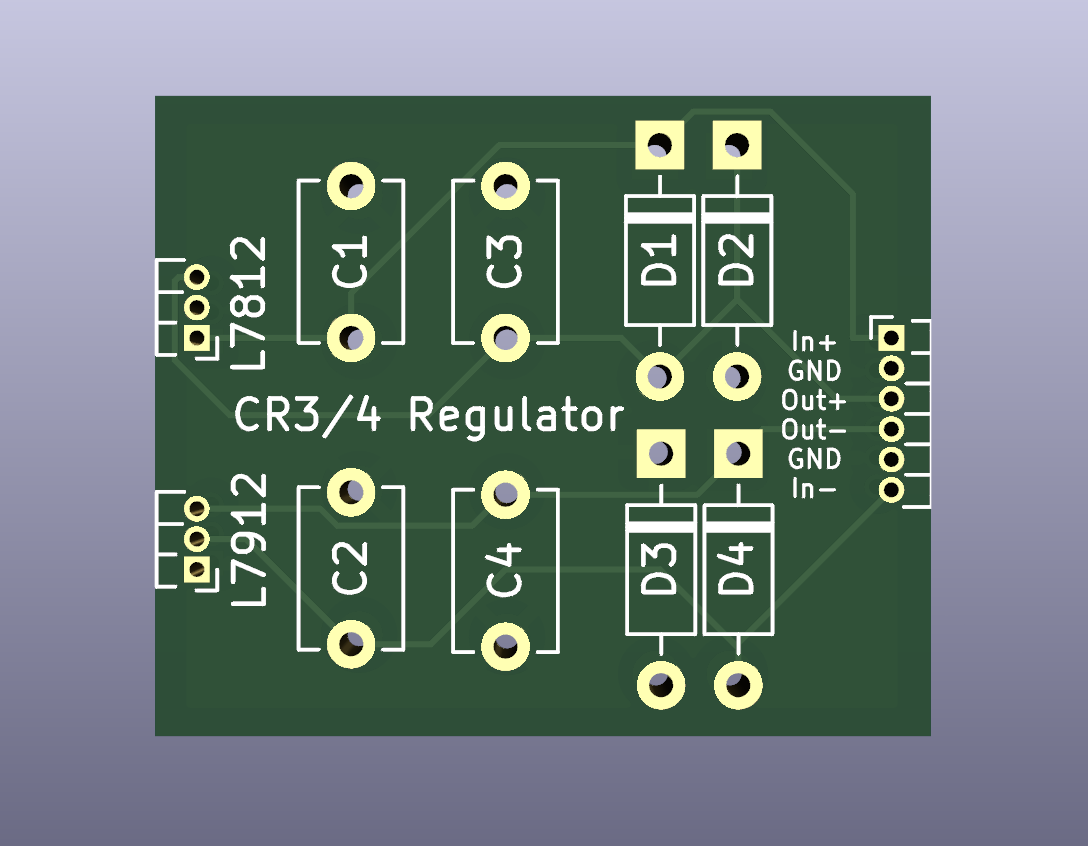 L7812
C1
C3
D1
D2
In+
GND
Out+
Out-
GND
In-
CR3/4 Regulator
L7912
C2
C4
D3
D4